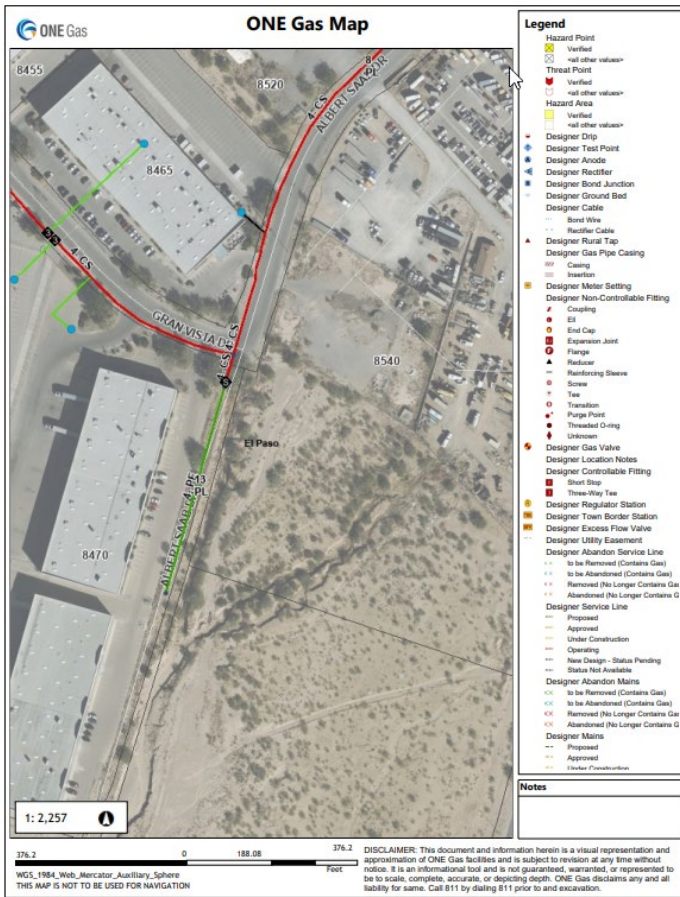 ONE Gas
ONE Gas Map
8455
8520
8
PL
ALBERT SAAB DR
4" CS
8465
4" CS
GRAN VISTA D
4" CS
4" CS
8540
El Paso
13
PL
4" PE
ALBERT SAAB
8470
1: 2,257
Legend
Hazard Point
Verified
<all other values>
Threat Point
Verified
<all other values>
Hazard Area
Verified
<all other values>
Designer Drip
Designer Test Point
Designer Anode
Designer Rectifier
Designer Bond Junction
Designer Ground Bed
Designer Cable
Bond Wire
Rectifier Cable
Designer Rural Tap
Designer Gas Pipe Casing
Casing
Insertion
Designer Meter Setting
Designer Non-Controllable Fitting
Coupling
Ell
End Cap
Expansion Joint
Flange
Reducer
Reinforcing Sleeve
Screw
Tee
Transition
Purge Point
Threaded O-ring
Unknown
Designer Gas Valve
Designer Location Notes
Designer Controllable Fitting
Short Stop
Three-Way Tee
Designer Regulator Station
Designer Town Border Station
Designer Excess Flow Valve
Designer Utility Easement
Designer Abandon Service Line
to be Removed (Contains Gas)
to be Abandoned (Contains Gas)
Removed (No Longer Contains Ga
Abandoned (No Longer Contains G
Designer Service Line
Proposed
Approved
Under Construction
Operating
New Design - Status Pending
Status Not Available
Designer Abandon Mains
to be Removed (Contains Gas)
to be Abandoned (Contains Gas)
Removed (No Longer Contains Gas
Abandoned (No Longer Contains G
Designer Mains
Proposed
Approved
Under Construction
Notes
376.2 0 188.08 376.2
Feet
WGS_1984_Web_Mercator_Auxiliary_Sphere
THIS MAP IS NOT TO BE USED FOR NAVIGATION
DISCLAIMER: This document and information herein is a visual representation and
approximation of ONE Gas facilities and is subject to revision at any time without
notice. It is an informational tool and is not guaranteed, warranted, or represented to
be to scale, complete, accurate, or depicting depth. ONE Gas disclaims any and all
liability for same. Call 811 by dialing 811 prior to and excavation.